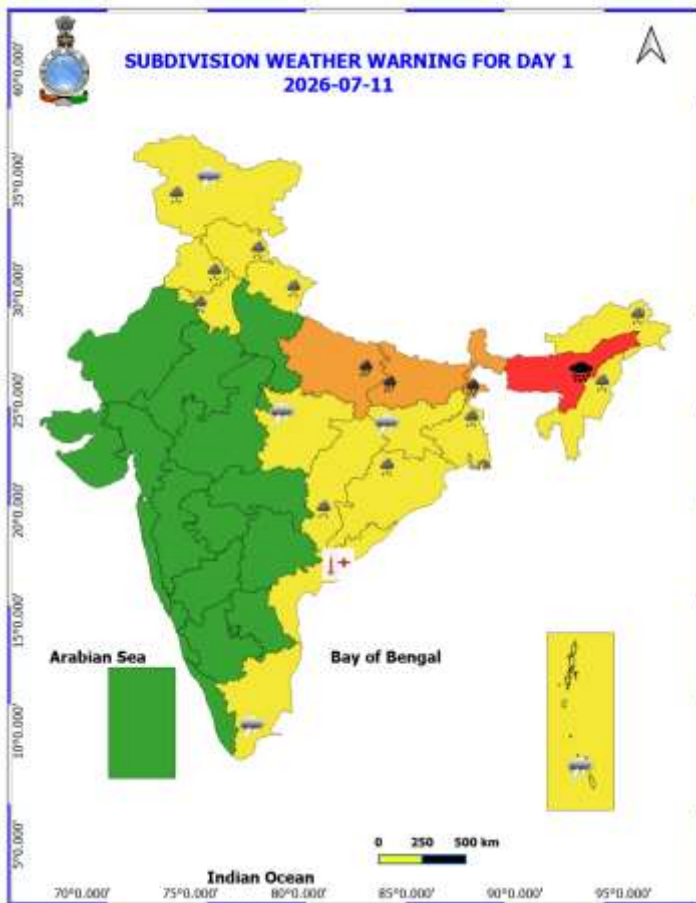 SUBDIVISION WEATHER WARNING FOR DAY 1
2026-07-11
40°0.000'
35°0.000'
30°0.000'
25°0.000'
20°0.000'
15°0.000'
10°0.000'
5°0.000'
Arabian Sea
Bay of Bengal
0 250 500 km
Indian Ocean
70°0.000' 75°0.000' 80°0.000' 85°0.000' 90°0.000' 95°0.000'